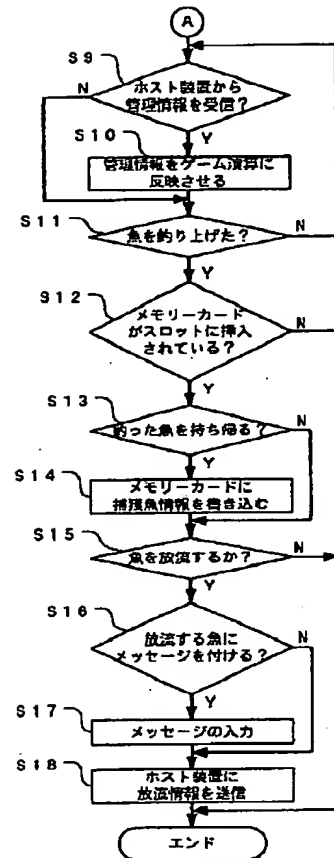 A
S9
ホスト装置から
管理情報を受信?
N
Y
S10
管理情報をゲーム演算に
反映させる
S11
魚を釣り上げた?
N
Y
S12
メモリーカード
がスロットに挿入
されている?
N
Y
S13
釣った魚を持ち帰る?
N
Y
S14
メモリーカードに
捕獲魚情報を書き込む
S15
魚を放流するか?
N
Y
S16
放流する魚に
メッセージを付ける?
N
Y
S17
メッセージの入力
S18
ホスト装置に
放流情報を送信
エンド